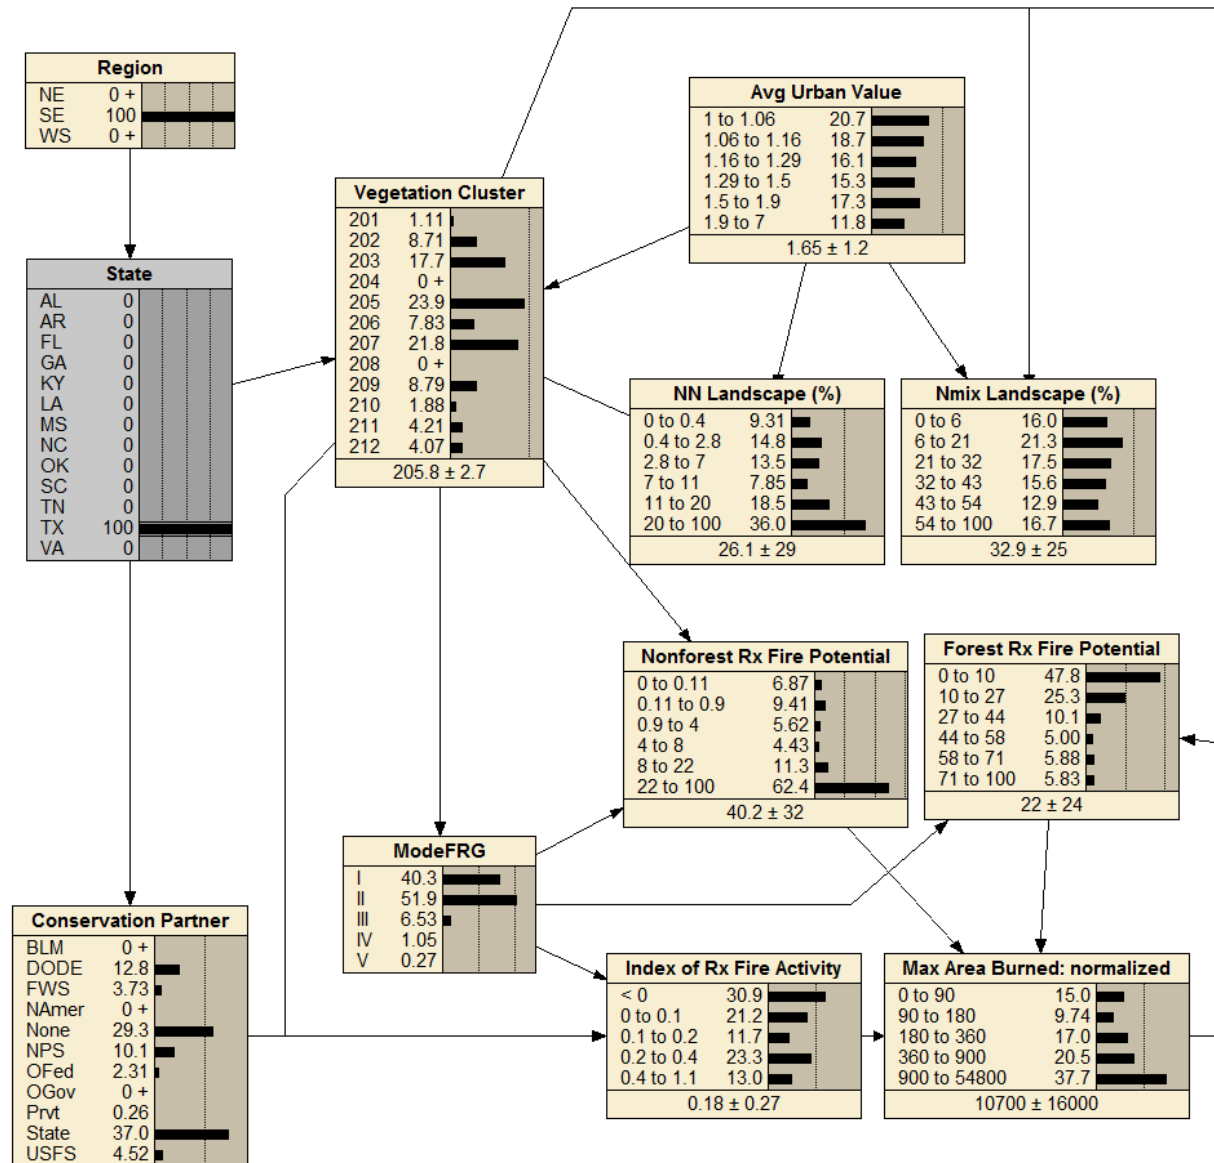 Region
NE 0 +
SE 100
WS 0 +
Avg Urban Value
1 to 1.06 20.7
1.06 to 1.16 18.7
1.16 to 1.29 16.1
1.29 to 1.5 15.3
1.5 to 1.9 17.3
1.9 to 7 11.8
1.65 ± 1.2
Vegetation Cluster
201 1.11
202 8.71
203 17.7
204 0 +
205 23.9
206 7.83
207 21.8
208 0 +
209 8.79
210 1.88
211 4.21
212 4.07
205.8 ± 2.7
State
AL 0
AR 0
FL 0
GA 0
KY 0
LA 0
MS 0
NC 0
OK 0
SC 0
TN 0
TX 100
VA 0
NN Landscape (%)
0 to 0.4 9.31
0.4 to 2.8 14.8
2.8 to 7 13.5
7 to 11 7.85
11 to 20 18.5
20 to 100 36.0
26.1 ± 29
Nmix Landscape (%)
0 to 6 16.0
6 to 21 21.3
21 to 32 17.5
32 to 43 15.6
43 to 54 12.9
54 to 100 16.7
32.9 ± 25
Nonforest Rx Fire Potential
0 to 0.11 6.87
0.11 to 0.9 9.41
0.9 to 4 5.62
4 to 8 4.43
8 to 22 11.3
22 to 100 62.4
40.2 ± 32
Forest Rx Fire Potential
0 to 10 47.8
10 to 27 25.3
27 to 44 10.1
44 to 58 5.00
58 to 71 5.88
71 to 100 5.83
22 ± 24
ModeFRG
I 40.3
II 51.9
III 6.53
IV 1.05
V 0.27
Conservation Partner
BLM 0 +
DODE 12.8
FWS 3.73
NAmer 0 +
None 29.3
NPS 10.1
OFed 2.31
OGov 0 +
Prvt 0.26
State 37.0
USFS 4.52
Index of Rx Fire Activity
< 0 30.9
0 to 0.1 21.2
0.1 to 0.2 11.7
0.2 to 0.4 23.3
0.4 to 1.1 13.0
0.18 ± 0.27
Max Area Burned: normalized
0 to 90 15.0
90 to 180 9.74
180 to 360 17.0
360 to 900 20.5
900 to 54800 37.7
10700 ± 16000